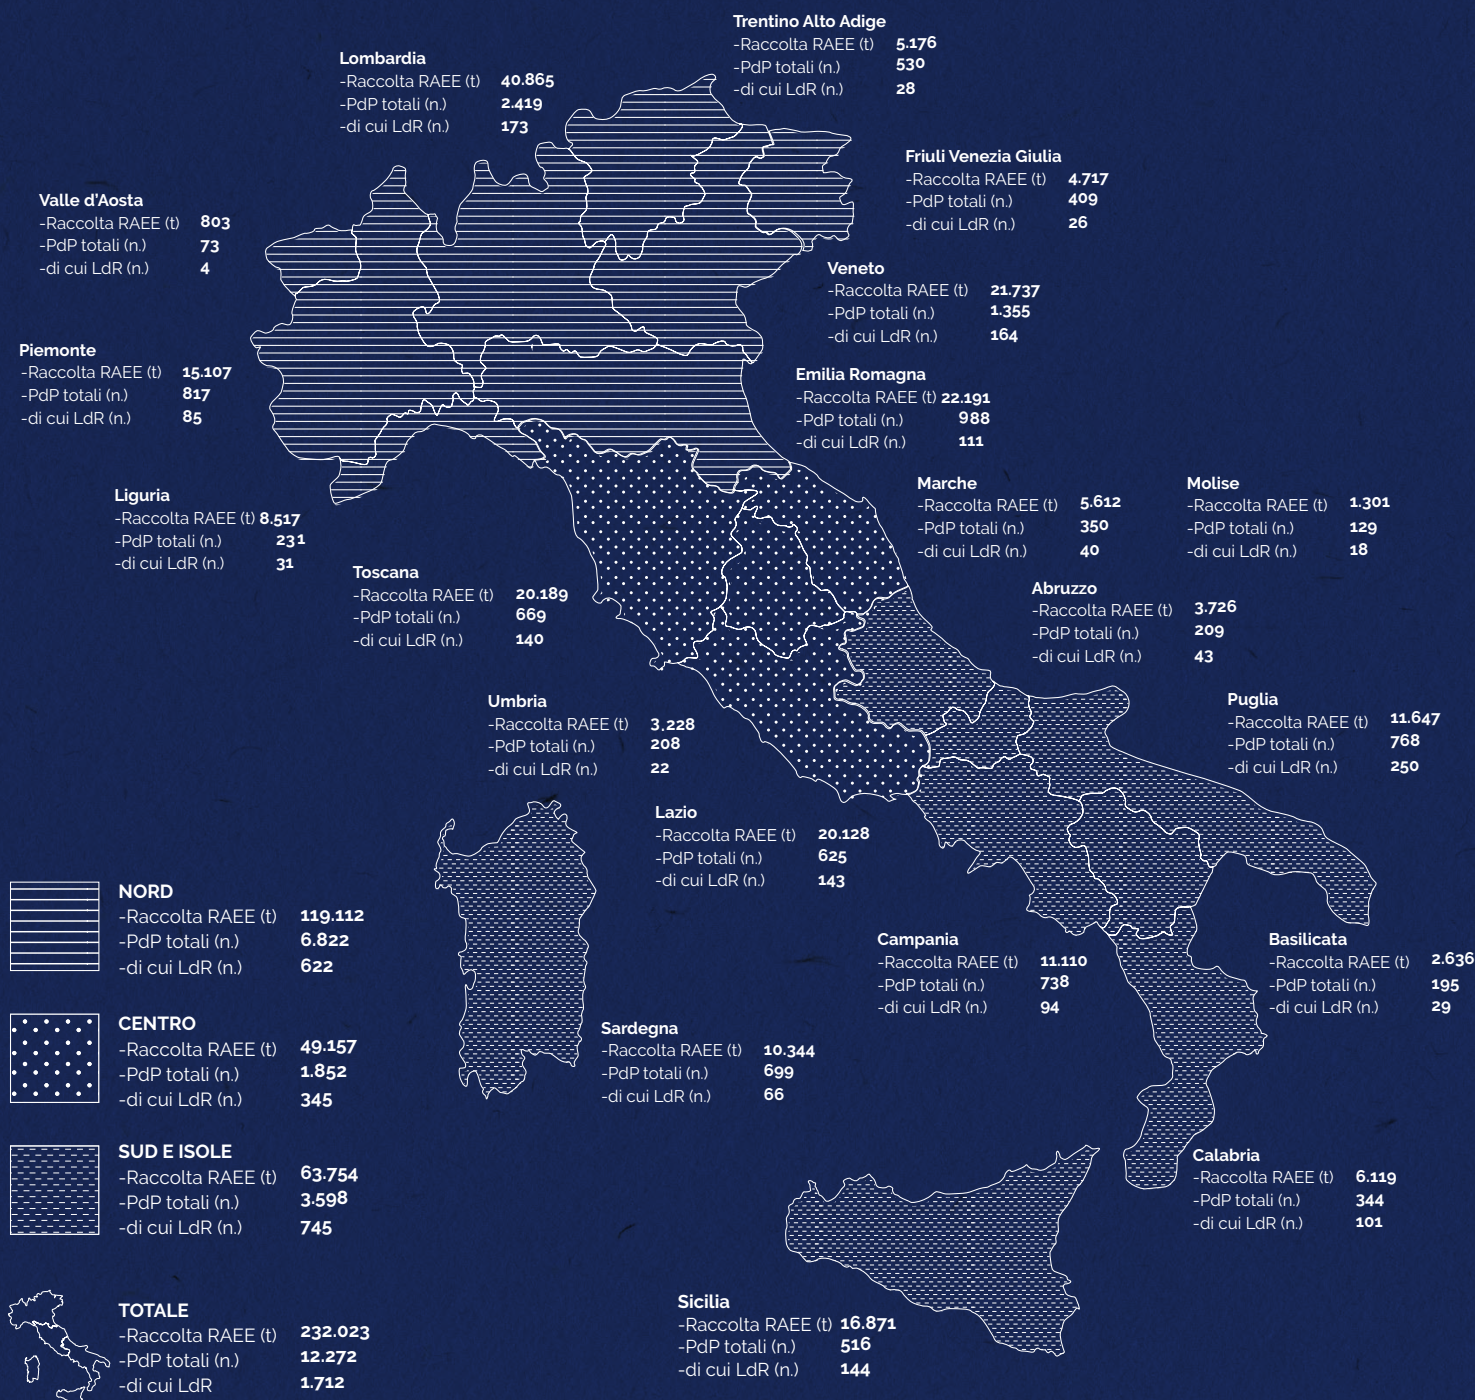 Trentino Alto Adige
-Raccolta RAEE (t) 5.176
-PdP totali (n.) 530
-di cui LdR (n.) 28
Lombardia
-Raccolta RAEE (t) 40.865
-PdP totali (n.) 2.419
-di cui LdR (n.) 173
Friuli Venezia Giulia
-Raccolta RAEE (t) 4.717
-PdP totali (n.) 409
-di cui LdR (n.) 26
Valle d'Aosta
-Raccolta RAEE (t) 803
-PdP totali (n.) 73
-di cui LdR (n.) 4
Veneto
-Raccolta RAEE (t) 21.737
-PdP totali (n.) 1.355
-di cui LdR (n.) 164
Piemonte
-Raccolta RAEE (t) 15.107
-PdP totali (n.) 817
-di cui LdR (n.) 85
Emilia Romagna
-Raccolta RAEE (t) 22.191
-PdP totali (n.) 988
-di cui LdR (n.) 111
Liguria
-Raccolta RAEE (t) 8.517
-PdP totali (n.) 231
-di cui LdR (n.) 31
Marche
-Raccolta RAEE (t) 5.612
-PdP totali (n.) 350
-di cui LdR (n.) 40
Molise
-Raccolta RAEE (t) 1.301
-PdP totali (n.) 129
-di cui LdR (n.) 18
Toscana
-Raccolta RAEE (t) 20.189
-PdP totali (n.) 669
-di cui LdR (n.) 140
Abruzzo
-Raccolta RAEE (t) 3.726
-PdP totali (n.) 209
-di cui LdR (n.) 43
Umbria
-Raccolta RAEE (t) 3.228
-PdP totali (n.) 208
-di cui LdR (n.) 22
Puglia
-Raccolta RAEE (t) 11.647
-PdP totali (n.) 768
-di cui LdR (n.) 250
Lazio
-Raccolta RAEE (t) 20.128
-PdP totali (n.) 625
-di cui LdR (n.) 143
NORD
-Raccolta RAEE (t) 119.112
-PdP totali (n.) 6.822
-di cui LdR (n.) 622
Campania
-Raccolta RAEE (t) 11.110
-PdP totali (n.) 738
-di cui LdR (n.) 94
Basilicata
-Raccolta RAEE (t) 2.636
-PdP totali (n.) 195
-di cui LdR (n.) 29
CENTRO
-Raccolta RAEE (t) 49.157
-PdP totali (n.) 1.852
-di cui LdR (n.) 345
Sardegna
-Raccolta RAEE (t) 10.344
-PdP totali (n.) 699
-di cui LdR (n.) 66
SUD E ISOLE
-Raccolta RAEE (t) 63.754
-PdP totali (n.) 3.598
-di cui LdR (n.) 745
Calabria
-Raccolta RAEE (t) 6.119
-PdP totali (n.) 344
-di cui LdR (n.) 101
Sicilia
-Raccolta RAEE (t) 16.871
-PdP totali (n.) 516
-di cui LdR (n.) 144
TOTALE
-Raccolta RAEE (t) 232.023
-PdP totali (n.) 12.272
-di cui LdR 1.712